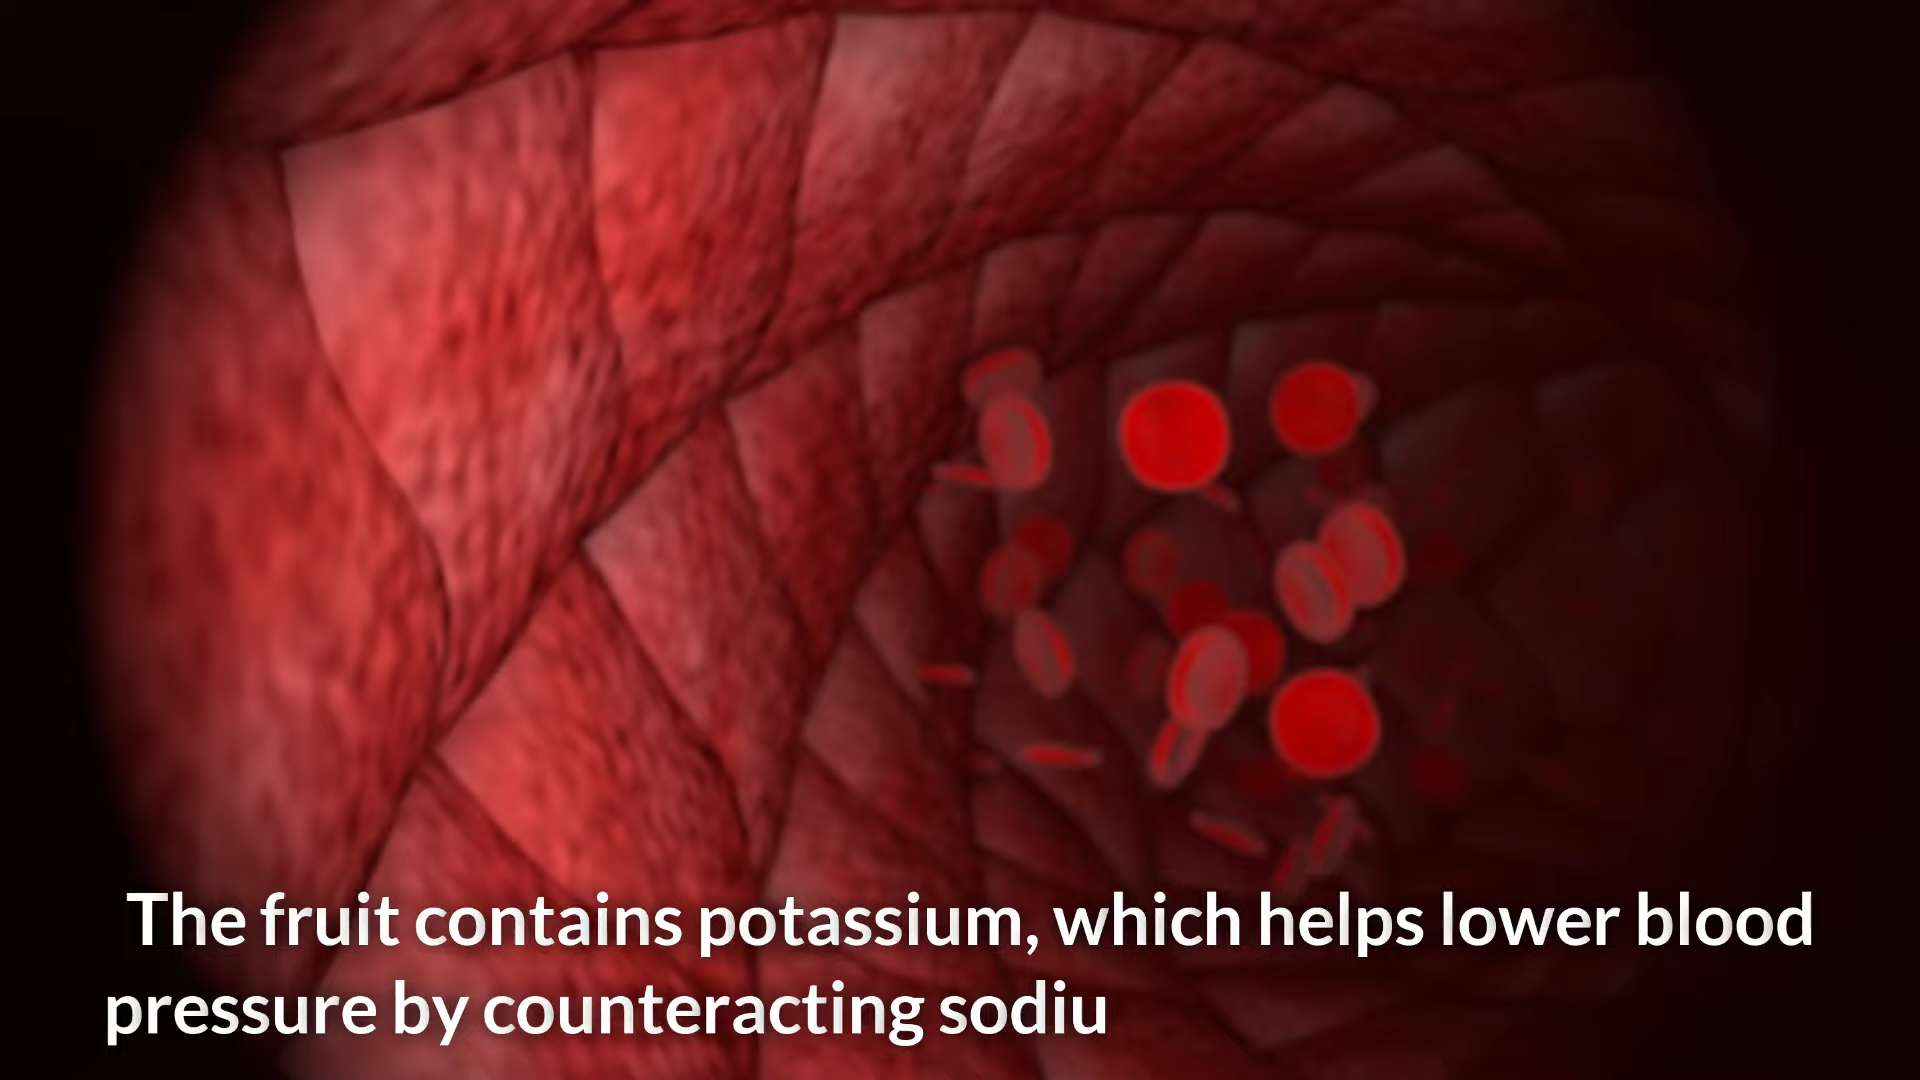 The fruit contains potassium, which helps lower blood
pressure by counteracting sodiu